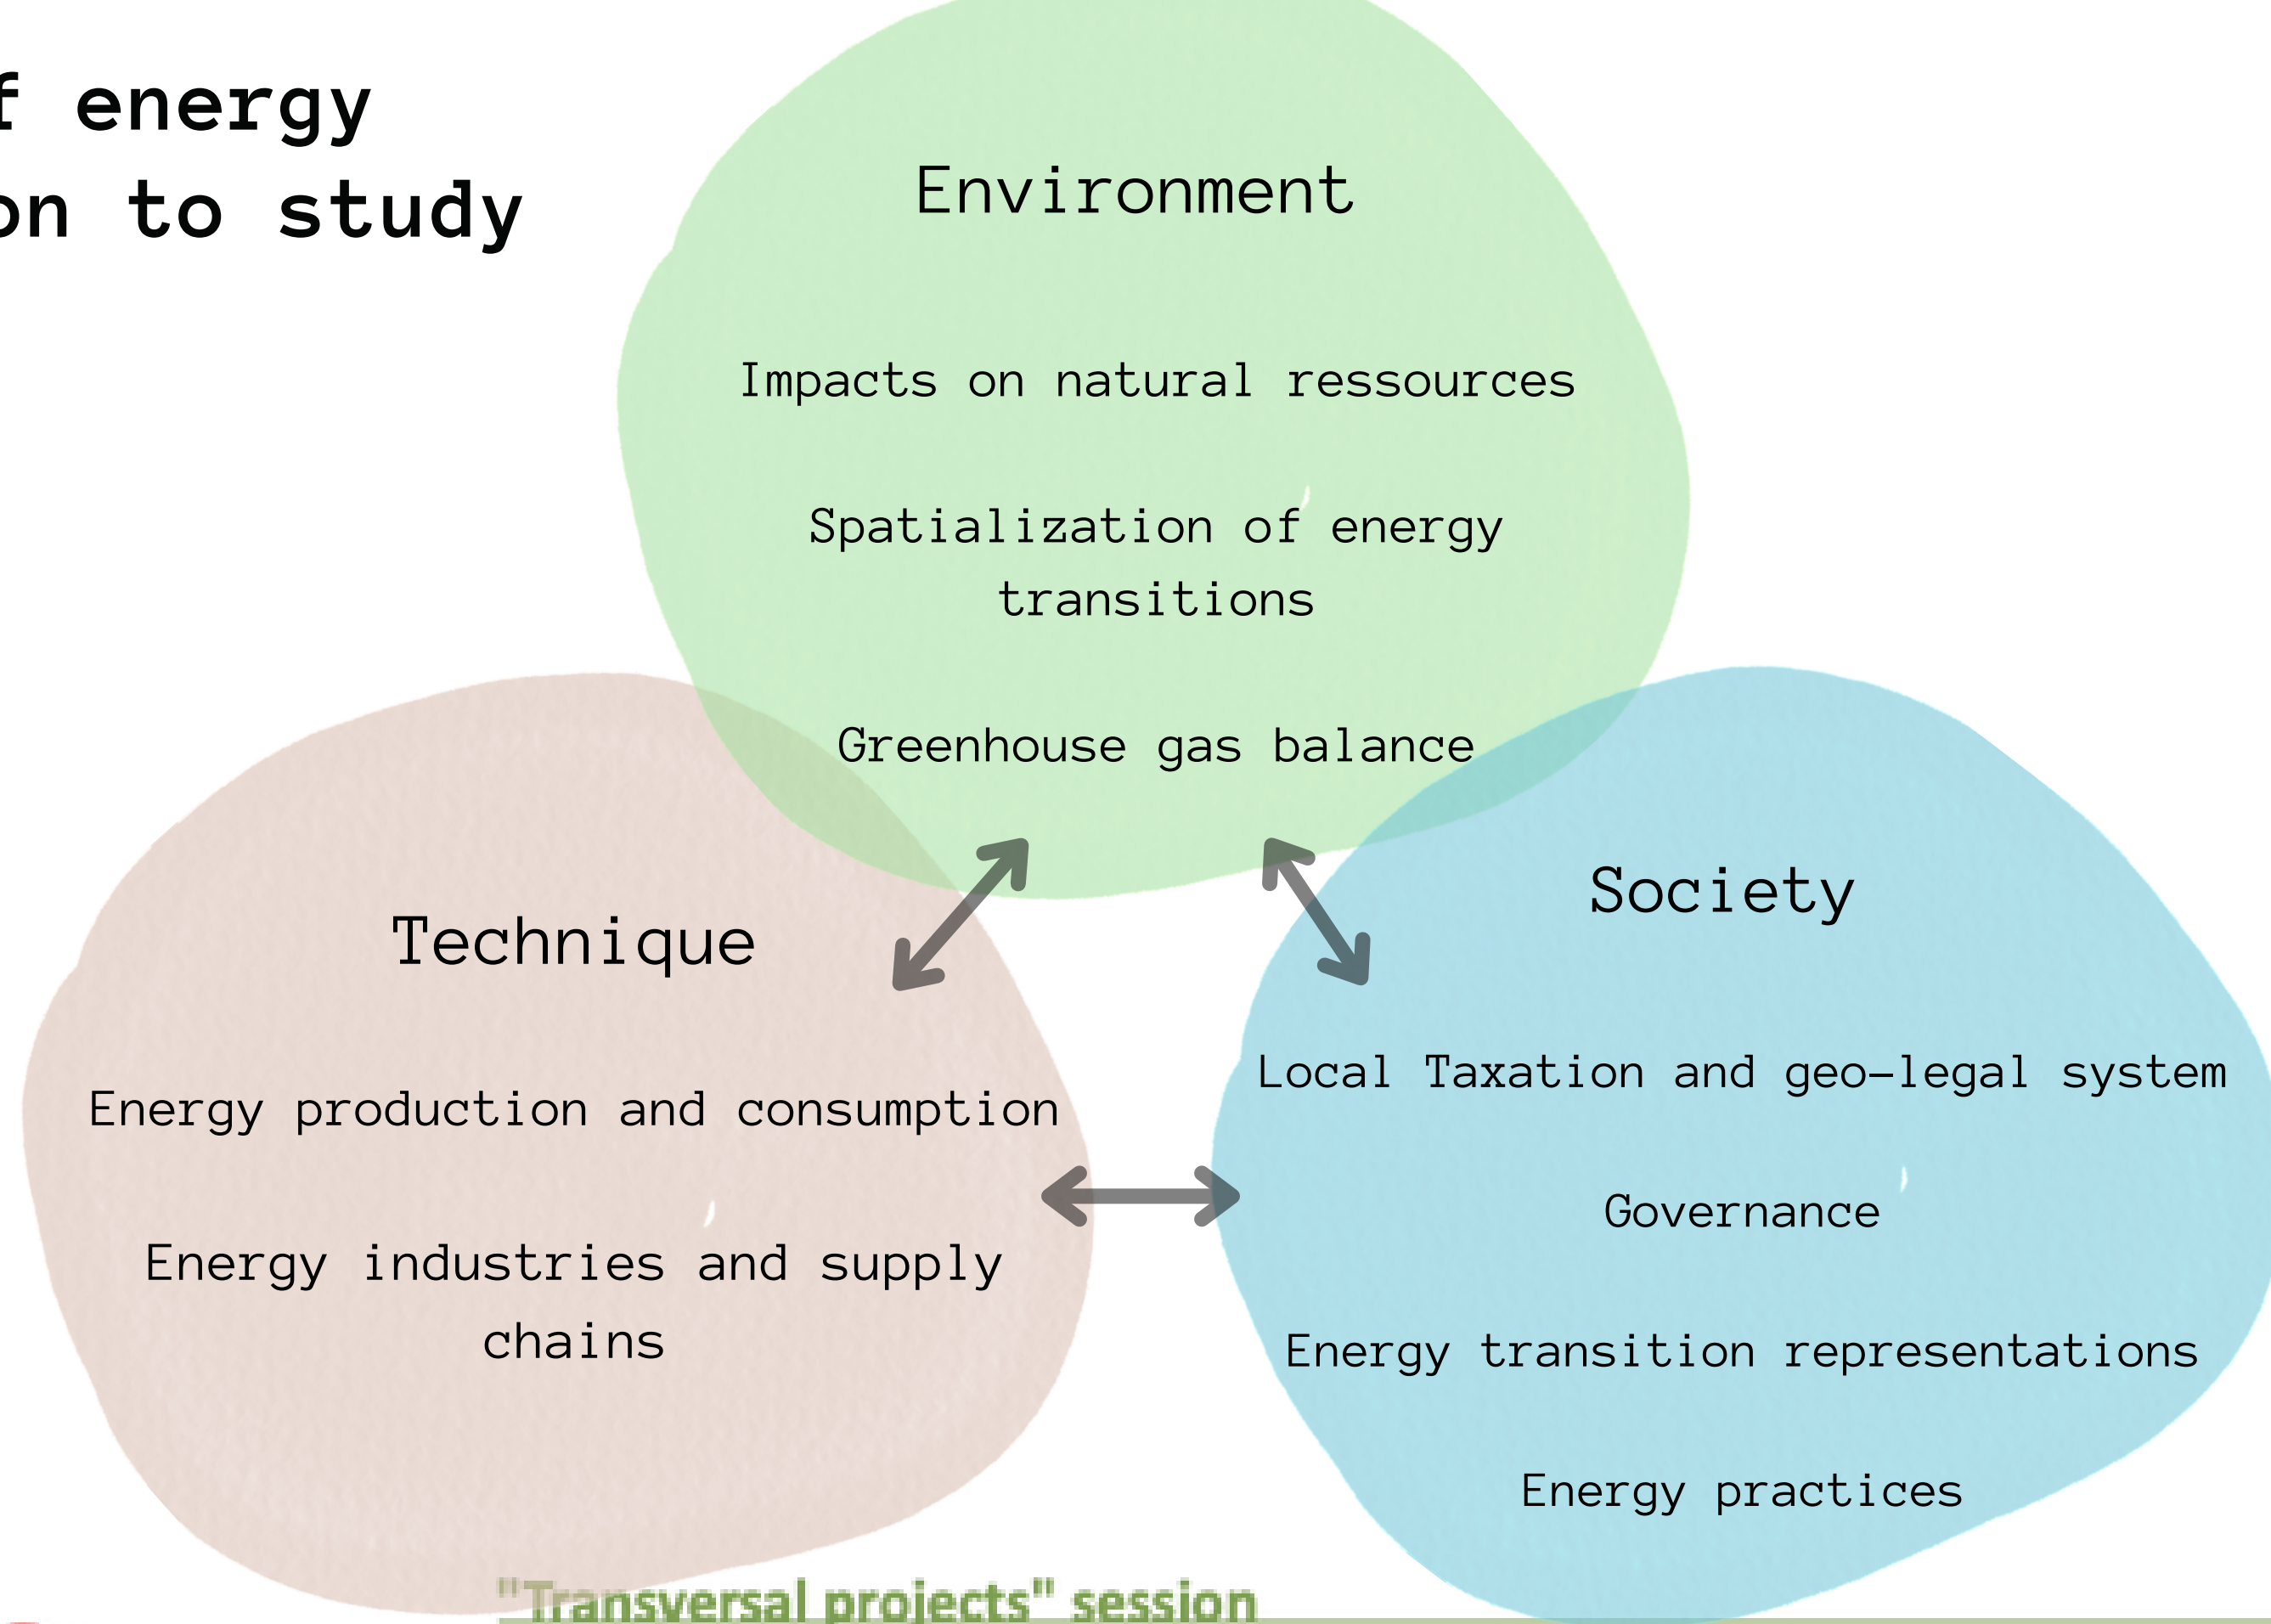 f energy
on to study
Environment
Impacts on natural ressources
Spatialization of energy
transitions
Greenhouse gas balance
Technique
Energy production and consumption
Energy industries and supply
chains
Society
Local Taxation and geo-legal system
Governance
Energy transition representations
Energy practices
"Transversal projects" session